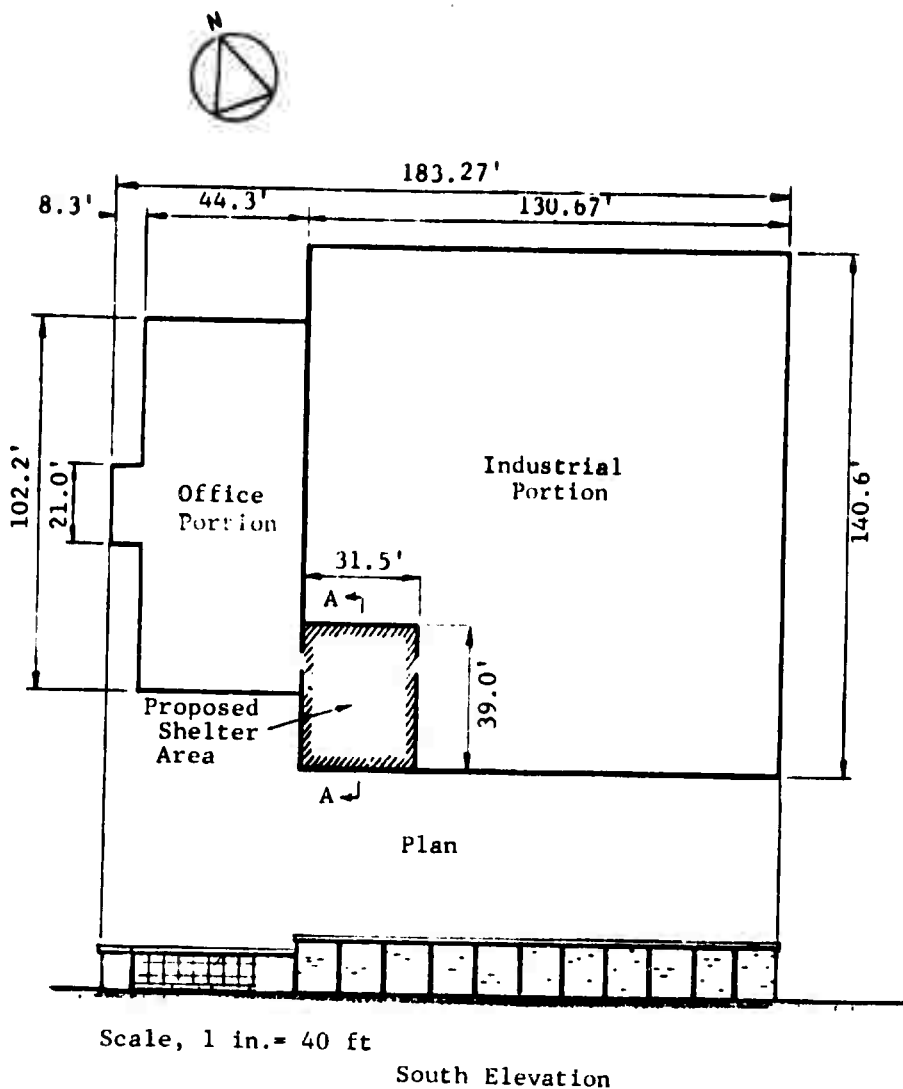 N
183.27'
8.3'
44.3'
130.67'
102.2'
21.0'
Office
Portion
Industrial
Portion
140.6'
31.5'
A
39.0'
Proposed
Shelter
Area
A
Plan
Scale, 1 in.= 40 ft
South Elevation